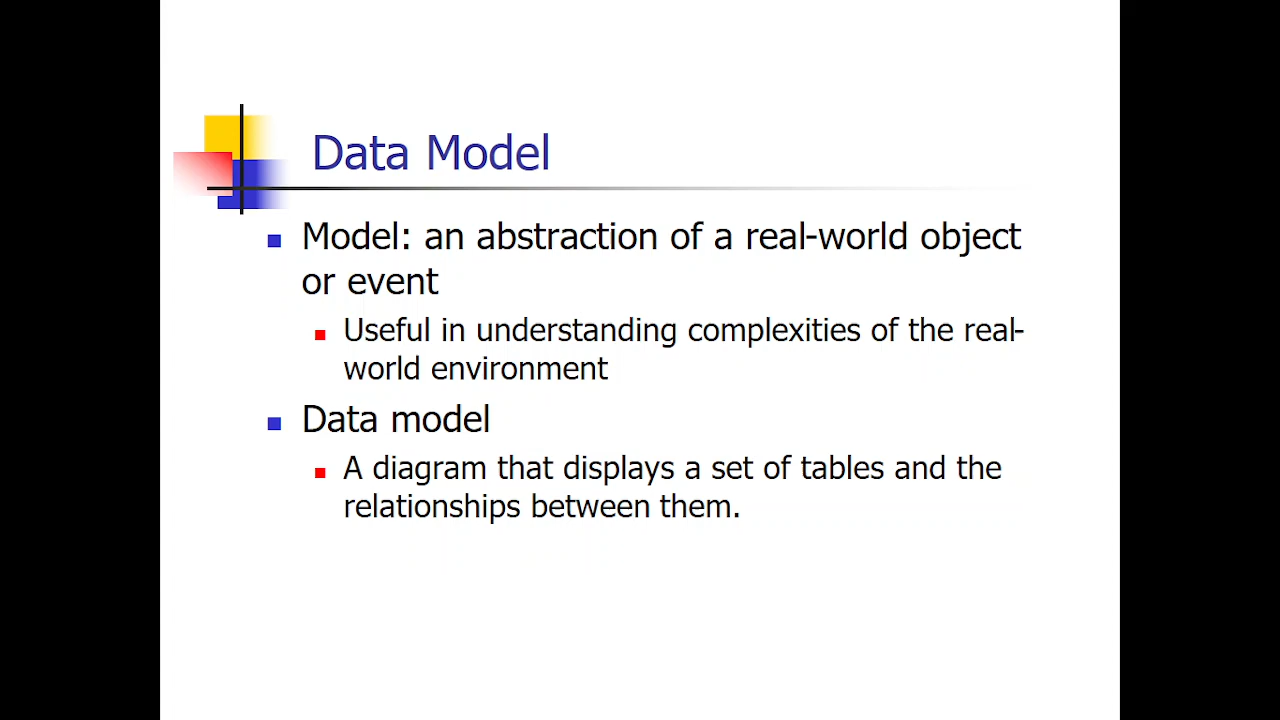 Data Model
Model: an abstraction of a real-world object
or event
Useful in understanding complexities of the real-
world environment
Data model
A diagram that displays a set of tables and the
relationships between them.